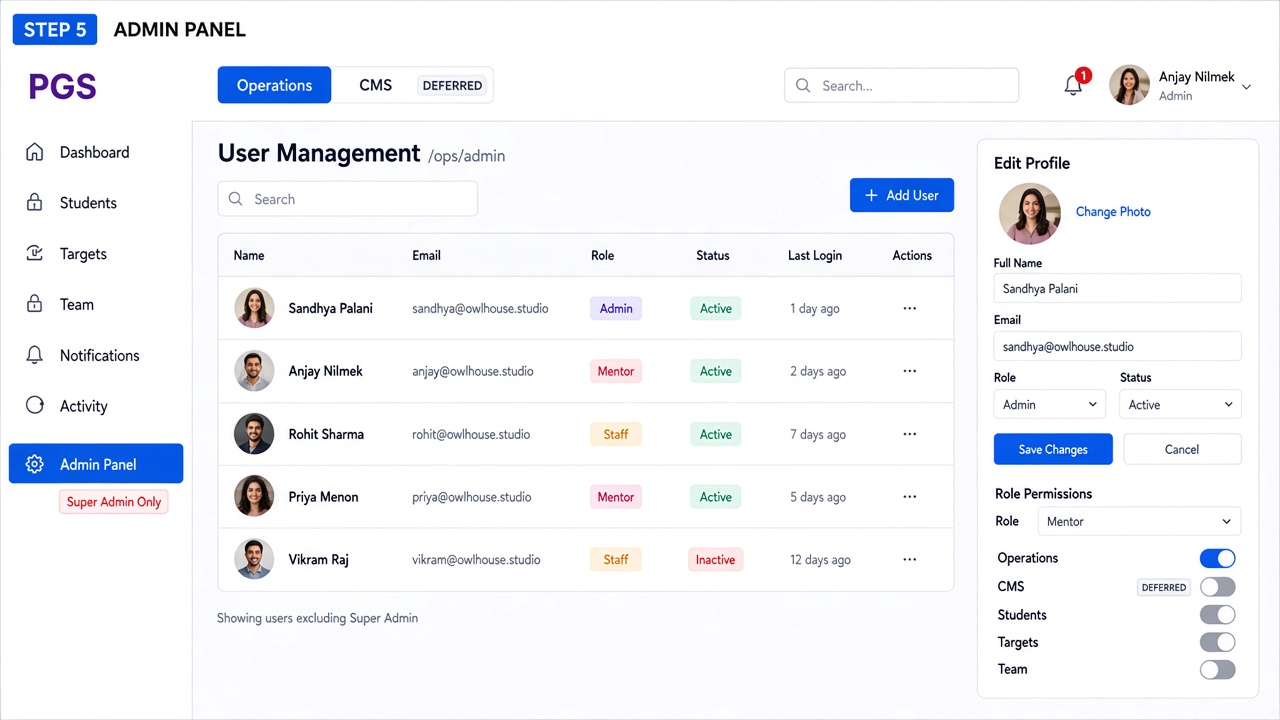 STEP 5 ADMIN PANEL
PGS
Operations CMS DEFERRED
Search...
1
Anjay Nilmek
Admin
Dashboard
Students
Targets
Team
Notifications
Activity
Admin Panel
Super Admin Only
User Management /ops/admin
Search
+ Add User
Name Email Role Status Last Login Actions
Sandhya Palani sandhya@owlhouse.studio Admin Active 1 day ago ...
Anjay Nilmek anjay@owlhouse.studio Mentor Active 2 days ago ...
Rohit Sharma rohit@owlhouse.studio Staff Active 7 days ago ...
Priya Menon priya@owlhouse.studio Mentor Active 5 days ago ...
Vikram Raj vikram@owlhouse.studio Staff Inactive 12 days ago ...
Showing users excluding Super Admin
Edit Profile
Change Photo
Full Name
Sandhya Palani
Email
sandhya@owlhouse.studio
Role Status
Admin Active
Save Changes Cancel
Role Permissions
Role Mentor
Operations
CMS DEFERRED
Students
Targets
Team